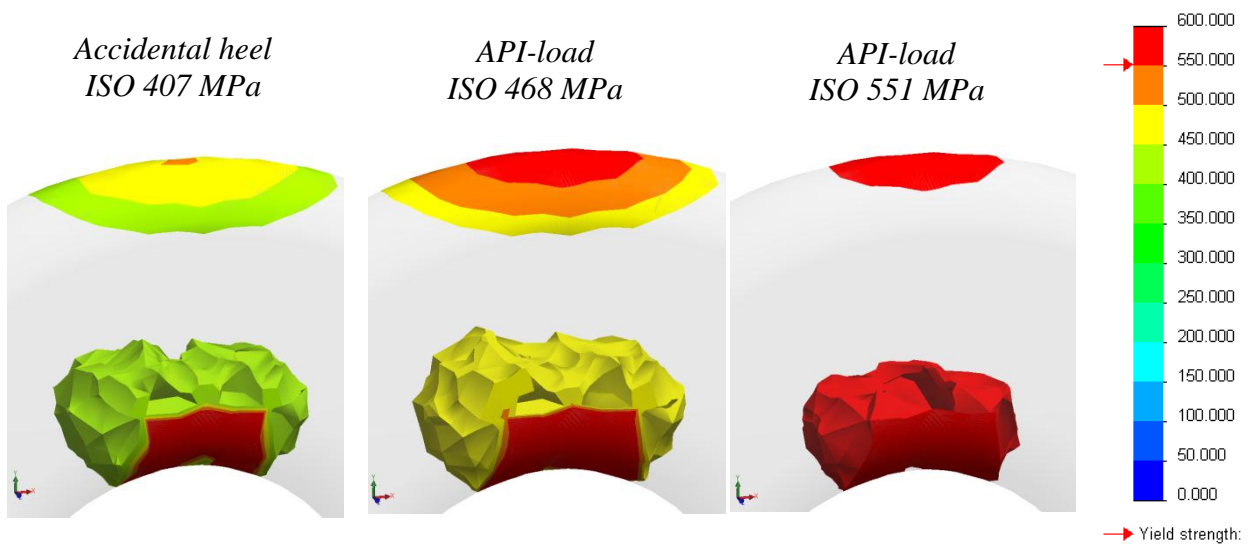 Accidental heel
ISO 407 MPa
API-load
ISO 468 MPa
API-load
ISO 551 MPa
600.000
550.000
500.000
450.000
400.000
350.000
300.000
250.000
200.000
150.000
100.000
50.000
0.000
Yield strength: